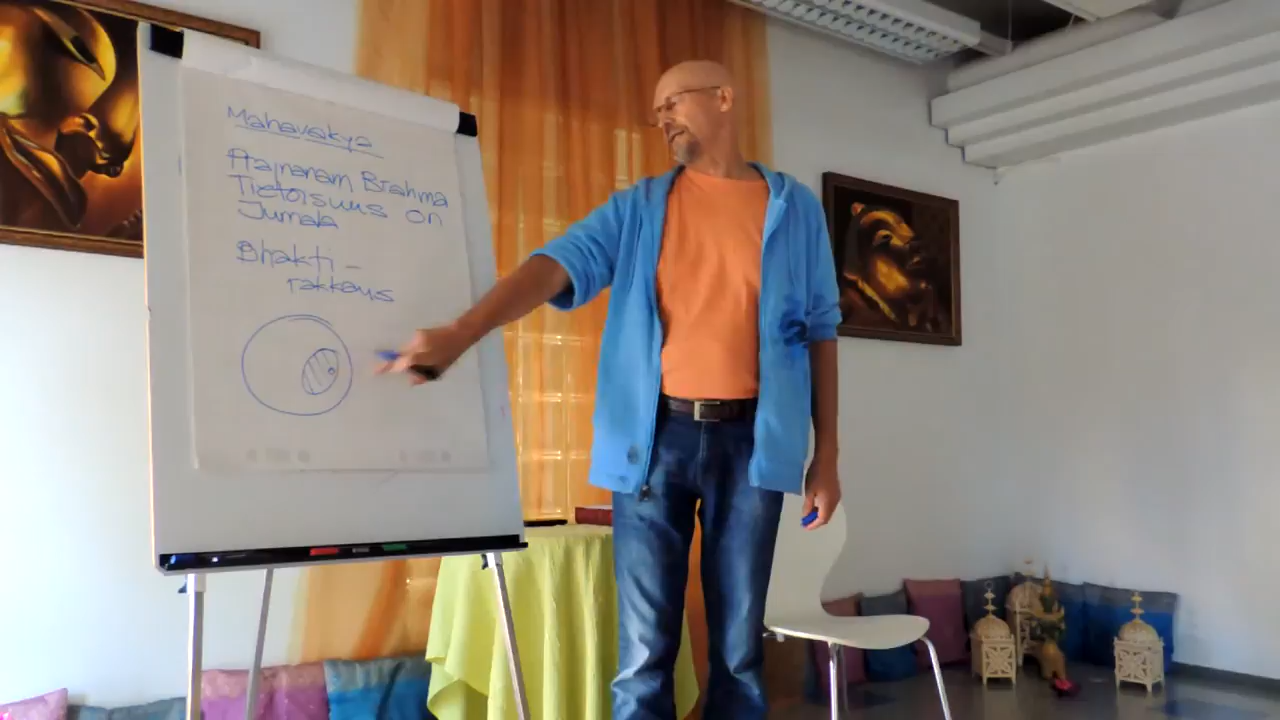 Mahavakya
Prajnanam Brahma
Tietoisuus on
Jumala
Bhakti-
rakkaus